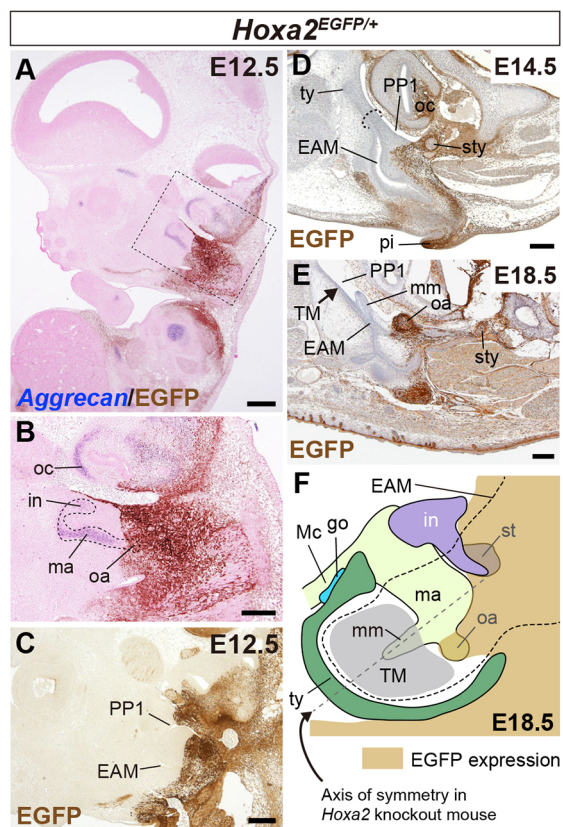 Hoxa2EGFP/+
A
E12.5
Aggrecan/EGFP
B
oc
in
ma
oa
C
E12.5
PP1
EAM
EGFP
D
E14.5
ty
PP1
oc
EAM
sty
pi
EGFP
E
E18.5
PP1
mm
oa
TM
EAM
sty
EGFP
F
EAM
in
go
Mc
st
ma
mm
oa
TM
ty
E18.5
EGFP expression
Axis of symmetry in
Hoxa2 knockout mouse